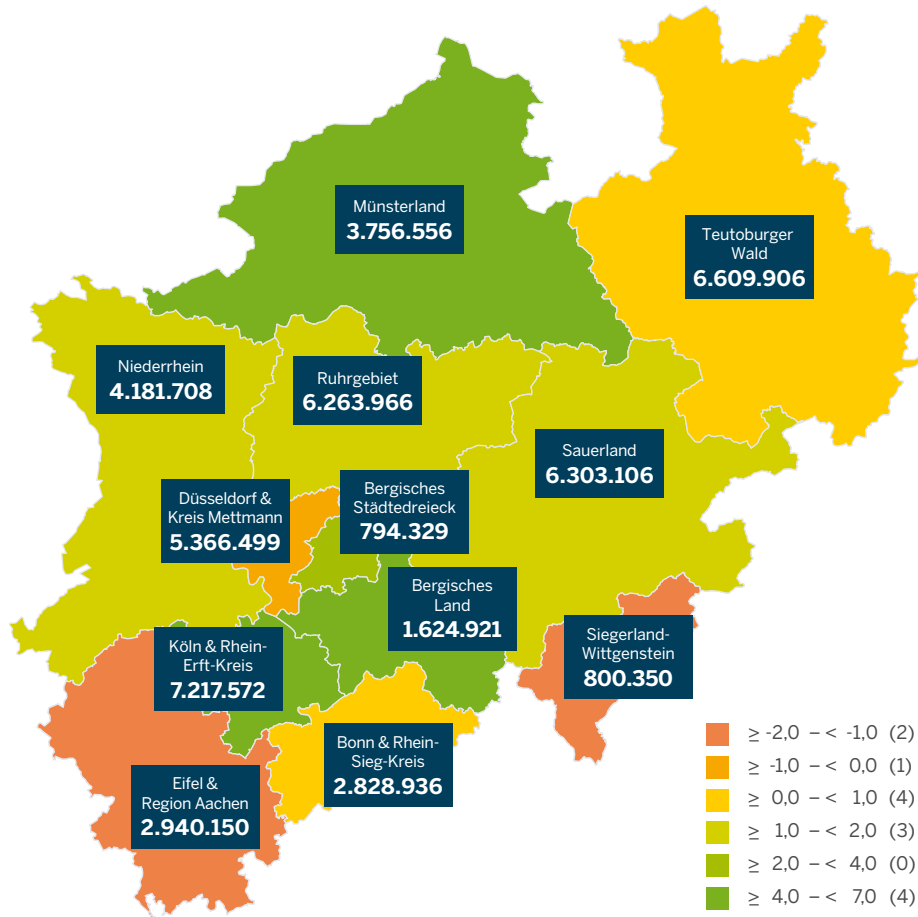 Münsterland
3.756.556
Teutoburger
Wald
6.609.906
Niederrhein
4.181.708
Ruhrgebiet
6.263.966
Sauerland
6.303.106
Düsseldorf &
Kreis Mettmann
5.366.499
Bergisches
Städtedreieck
794.329
Bergisches
Land
1.624.921
Siegerland-
Wittgenstein
800.350
Köln & Rhein-
Erft-Kreis
7.217.572
Bonn & Rhein-
Sieg-Kreis
2.828.936
Eifel &
Region Aachen
2.940.150
≥ -2,0 – < -1,0 (2)
≥ -1,0 – < 0,0 (1)
≥ 0,0 – < 1,0 (4)
≥ 1,0 – < 2,0 (3)
≥ 2,0 – < 4,0 (0)
≥ 4,0 – < 7,0 (4)